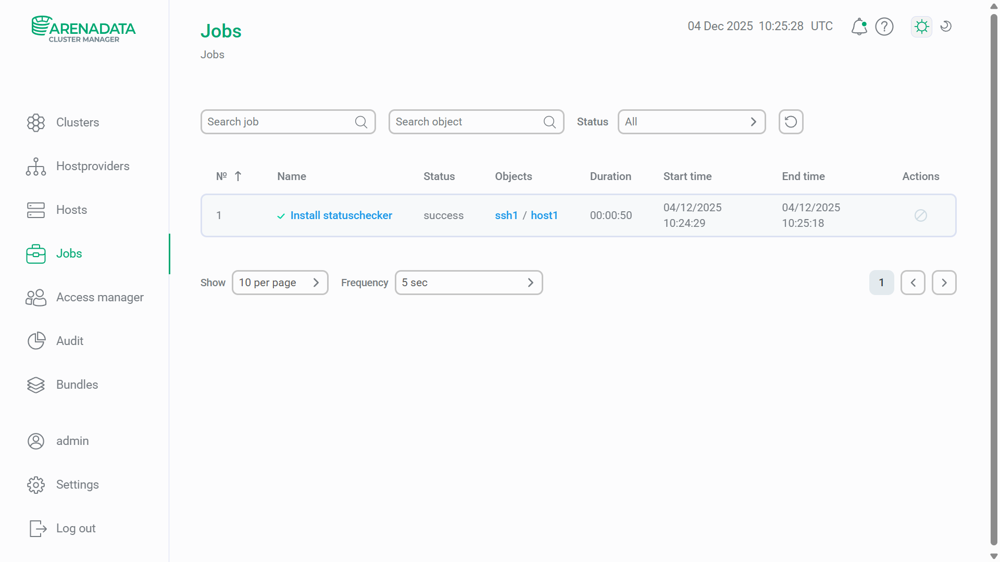 ARENADATA
CLUSTER MANAGER
Clusters
Hostproviders
Hosts
Jobs
Access manager
Audit
Bundles
admin
Settings
Log out
Jobs
Jobs
04 Dec 2025 10:25:28 UTC
Search job
Search object
Status
All
№ Name Status Objects Duration Start time End time Actions
1 Install statuschecker success ssh1 / host1 00:00:50 04/12/2025 10:24:29 04/12/2025 10:25:18
Show 10 per page Frequency 5 sec 1